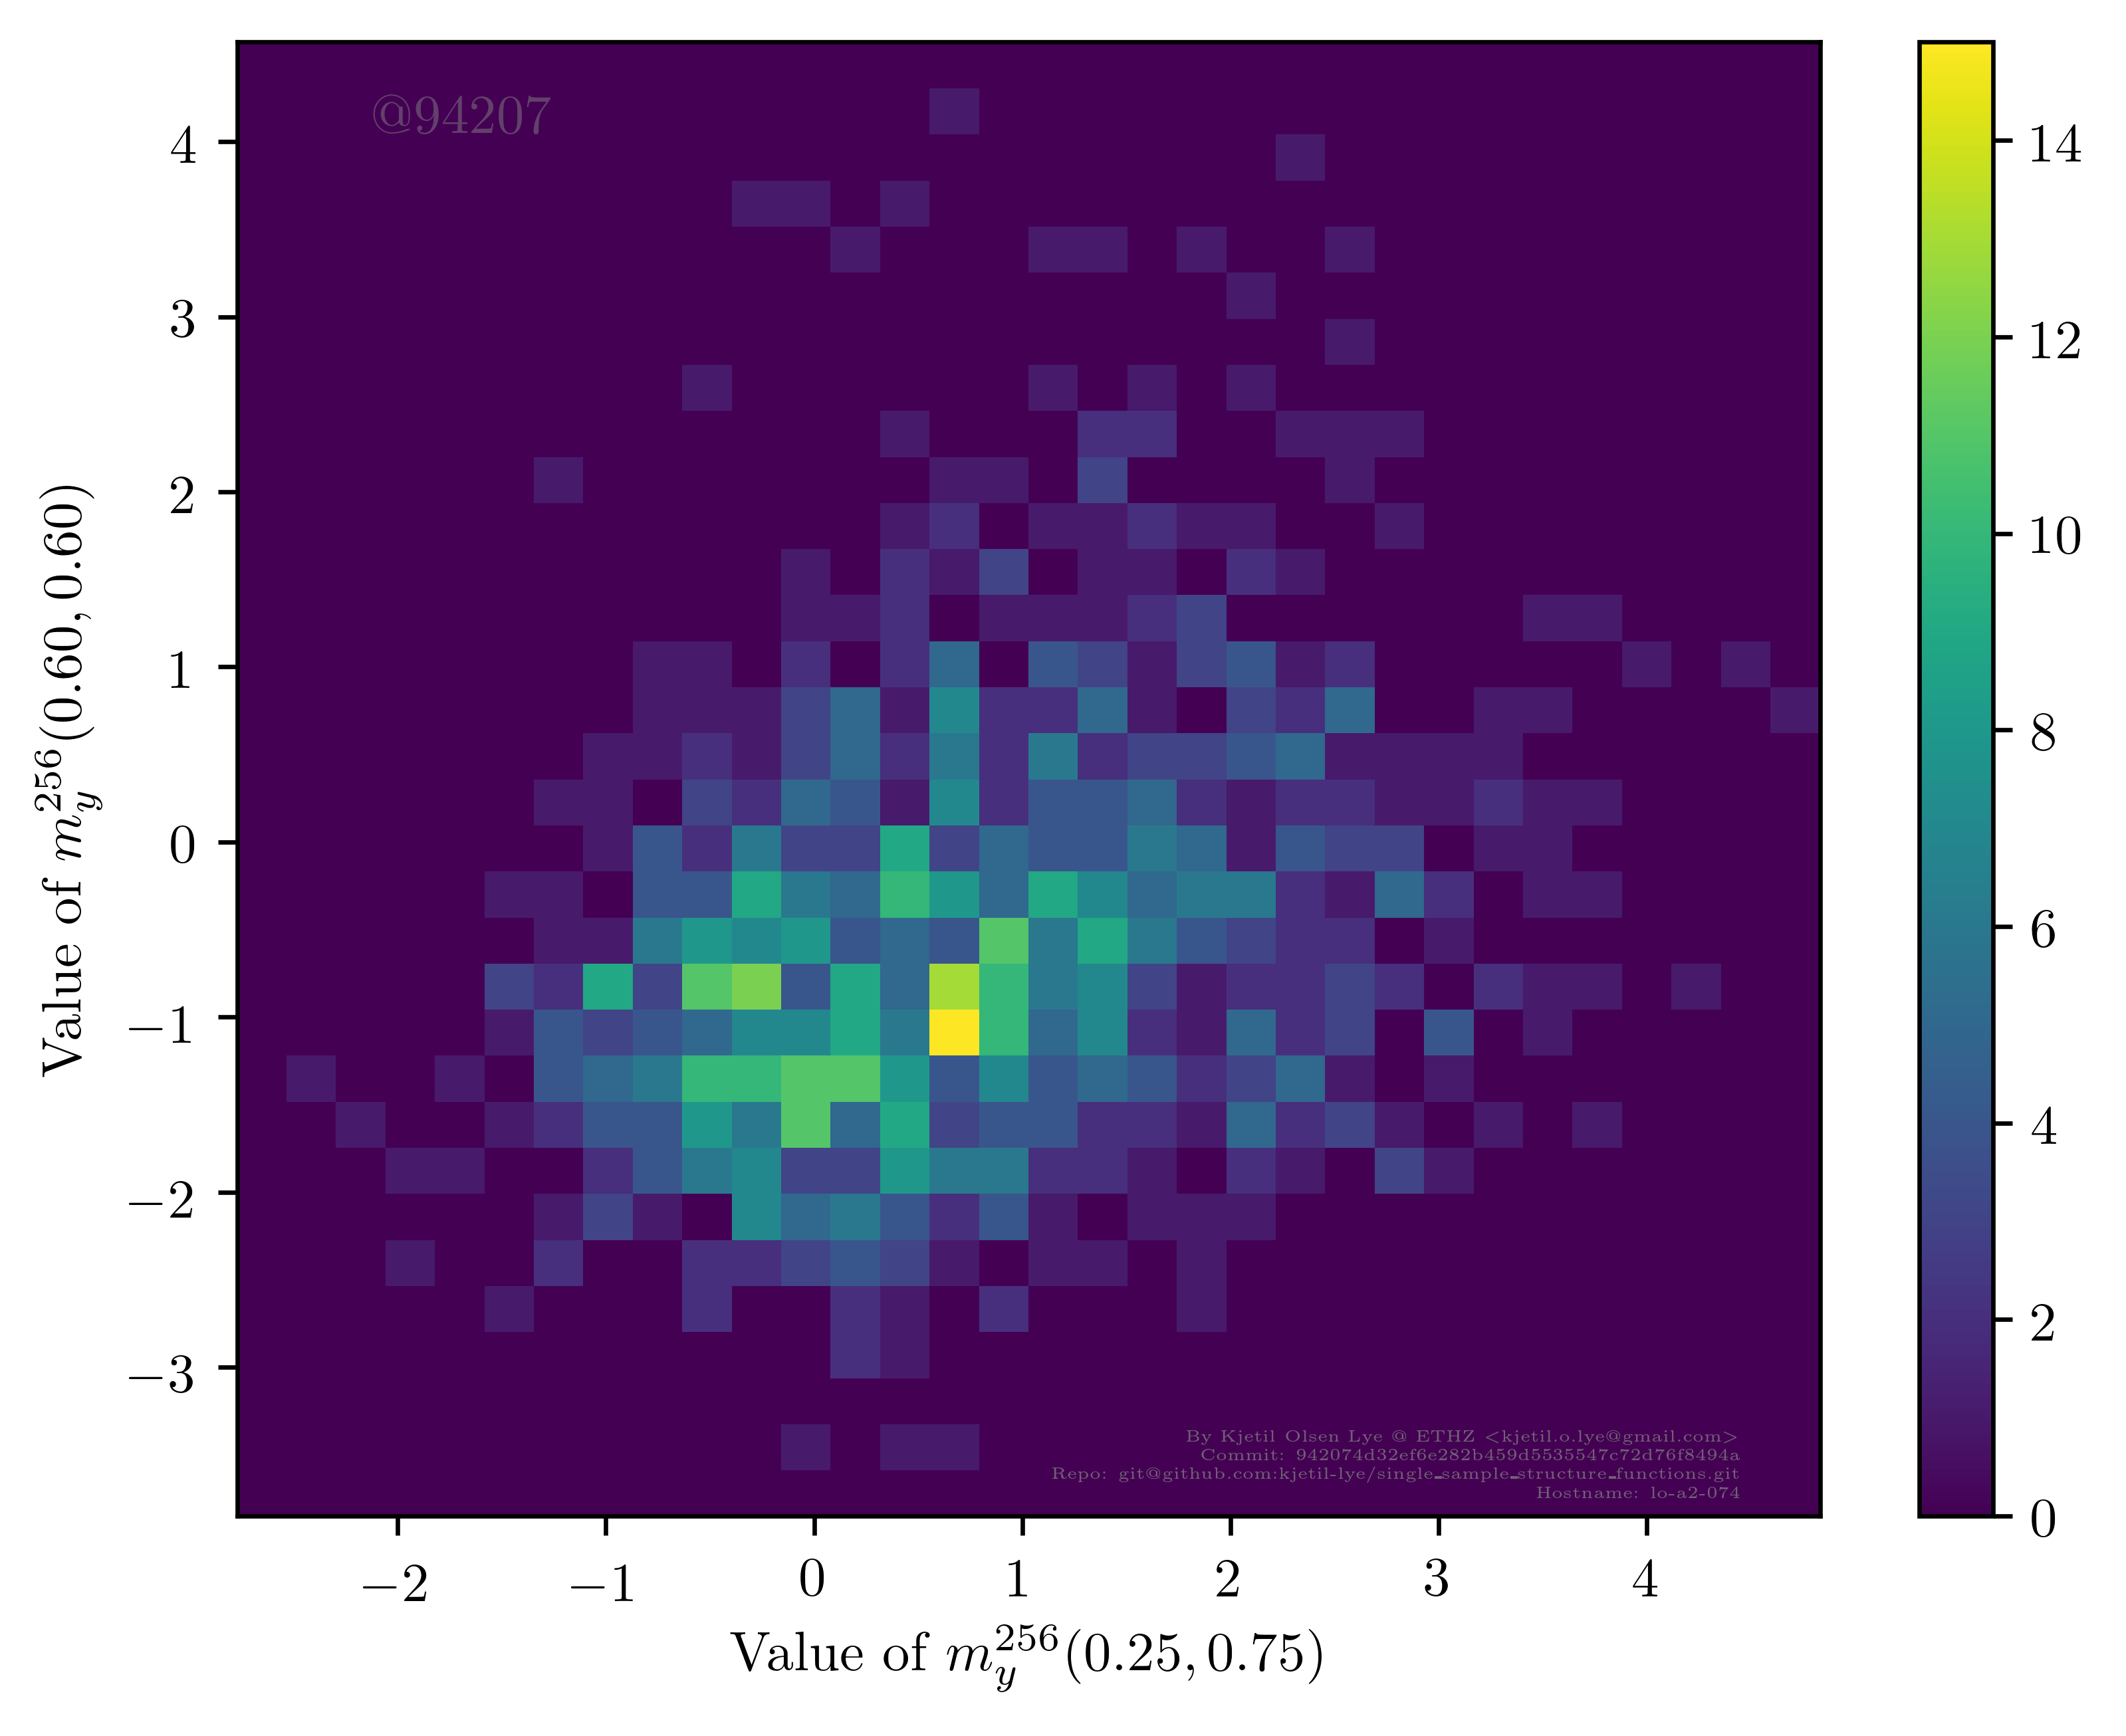 @94207
4
3
2
1
0
−1
−2
−3
Value of m_y^256(0.60, 0.60)
−2 −1 0 1 2 3 4
Value of m_y^256(0.25, 0.75)
14
12
10
8
6
4
2
0
By Kjetil Olsen Lye @ ETHZ <kjetil.o.lye@gmail.com>
Commit: 942074d32ef6e282b459d5535547c72d76f8494a
Repo: git@github.com:kjetil-lye/single_sample_structure_functions.git
Hostname: lo-a2-074